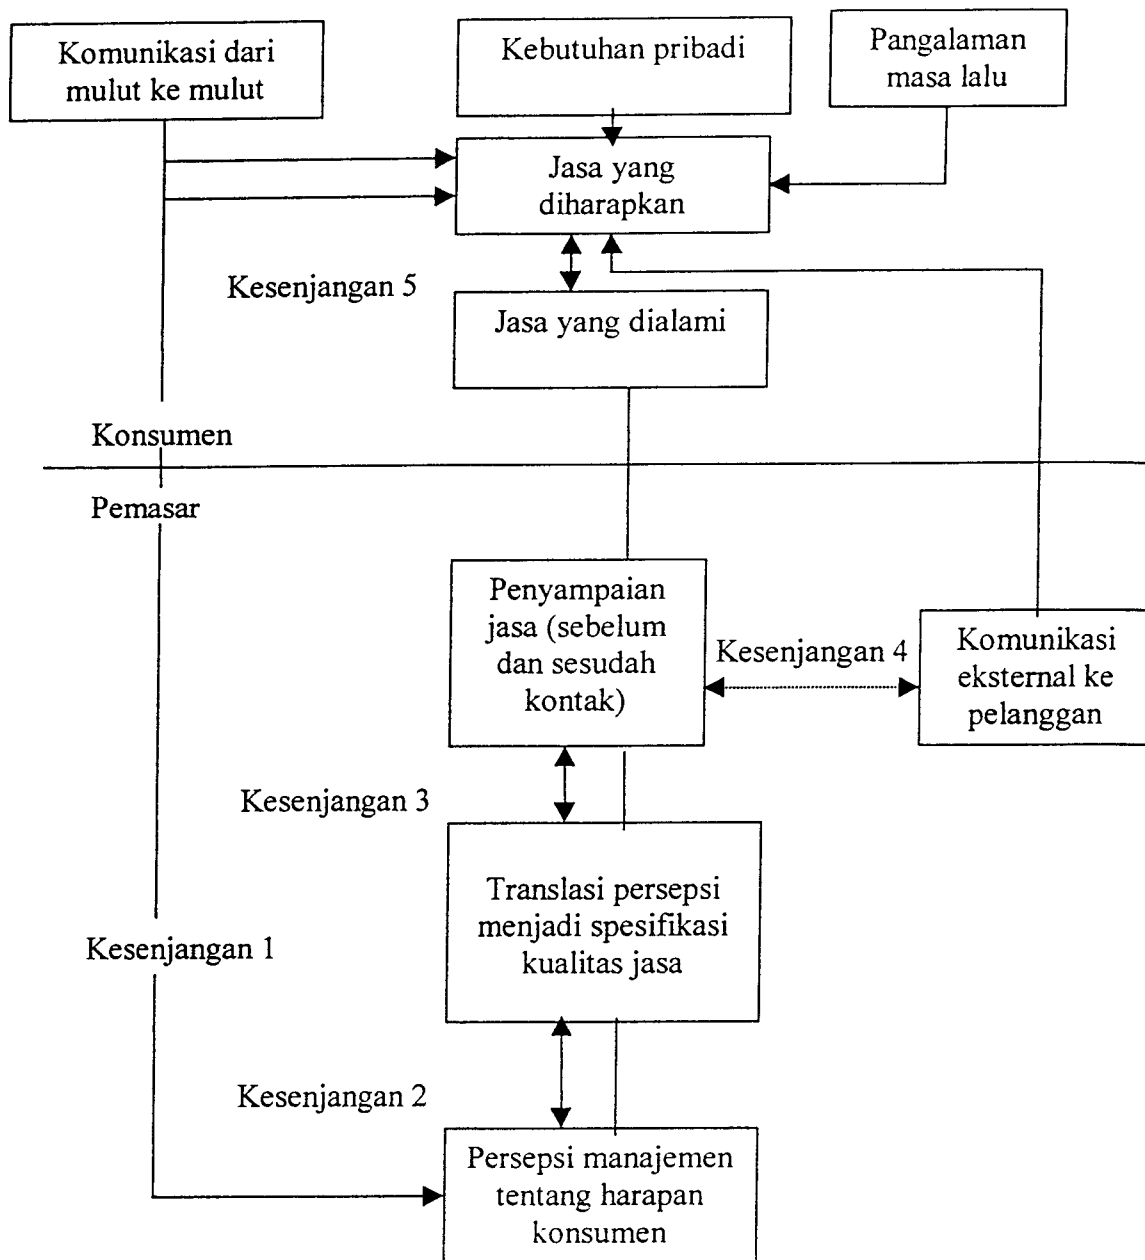 Komunikasi dari
mulut ke mulut
Kebutuhan pribadi
Pangalaman
masa lalu
Jasa yang
diharapkan
Kesenjangan 5
Jasa yang dialami
Konsumen
Pemasar
Penyampaian
jasa (sebelum
dan sesudah
kontak)
Kesenjangan 4
Komunikasi
eksternal ke
pelanggan
Kesenjangan 3
Translasi persepsi
menjadi spesifikasi
kualitas jasa
Kesenjangan 1
Kesenjangan 2
Persepsi manajemen
tentang harapan
konsumen